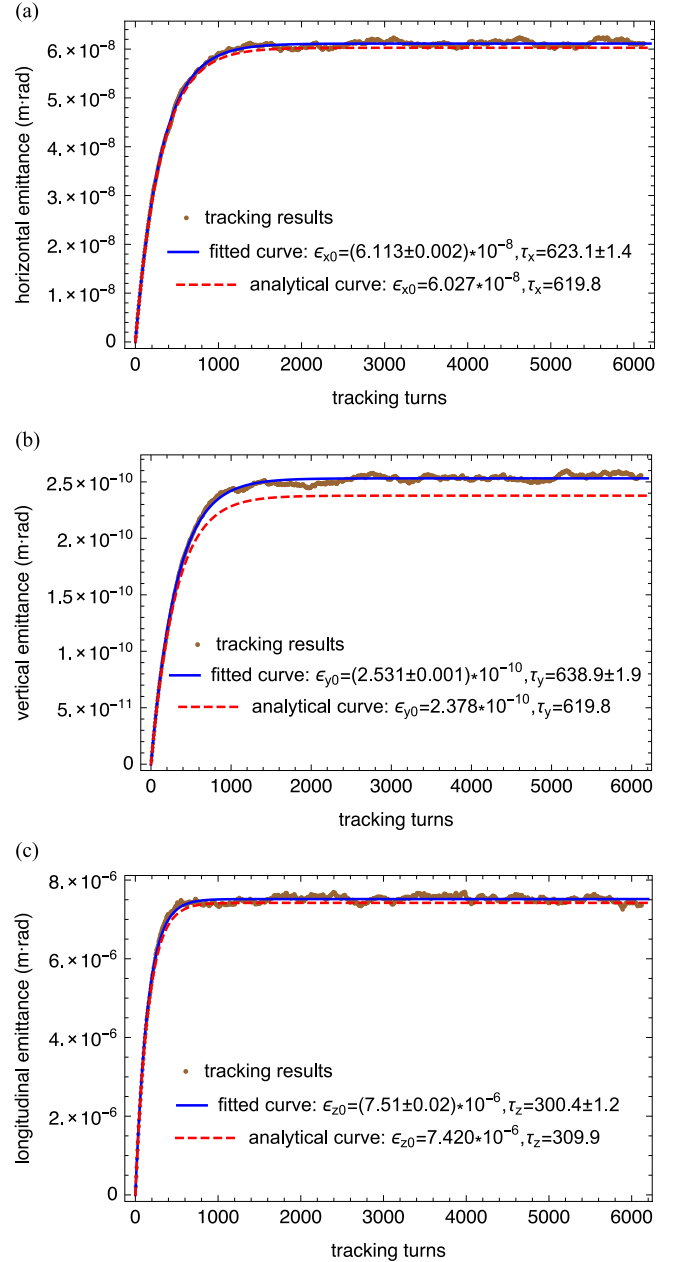 (a)
6.×10⁻⁸
5.×10⁻⁸
4.×10⁻⁸
3.×10⁻⁸
2.×10⁻⁸
1.×10⁻⁸
0
horizontal emittance (m·rad)
tracking results
fitted curve: ϵx0=(6.113±0.002)*10⁻⁸,τx=623.1±1.4
analytical curve: ϵx0=6.027*10⁻⁸,τx=619.8
0 1000 2000 3000 4000 5000 6000
tracking turns
(b)
2.5×10⁻¹⁰
2.×10⁻¹⁰
1.5×10⁻¹⁰
1.×10⁻¹⁰
5.×10⁻¹¹
0
vertical emittance (m·rad)
tracking results
fitted curve: ϵy0=(2.531±0.001)*10⁻¹⁰,τy=638.9±1.9
analytical curve: ϵy0=2.378*10⁻¹⁰,τy=619.8
0 1000 2000 3000 4000 5000 6000
tracking turns
(c)
8.×10⁻⁶
6.×10⁻⁶
4.×10⁻⁶
2.×10⁻⁶
0
longitudinal emittance (m·rad)
tracking results
fitted curve: ϵz0=(7.51±0.02)*10⁻⁶,τz=300.4±1.2
analytical curve: ϵz0=7.420*10⁻⁶,τz=309.9
0 1000 2000 3000 4000 5000 6000
tracking turns